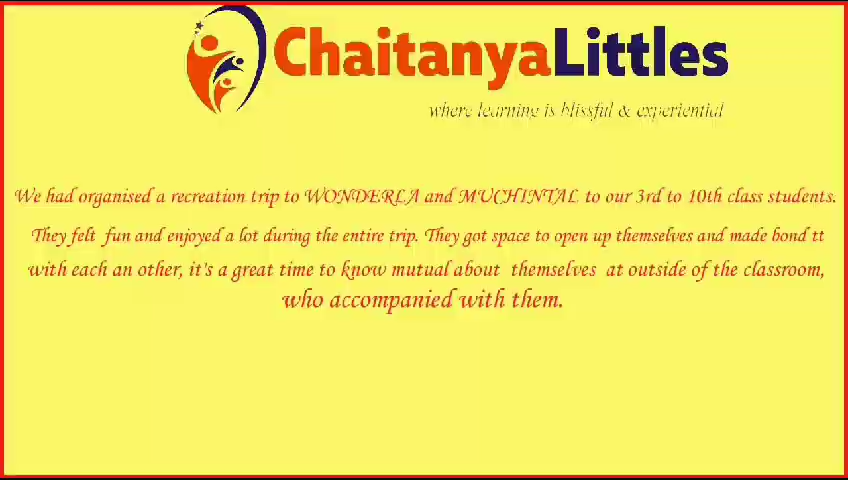 ChaitanyaLittles
where learning is blissful & experiential
We had organised a recreation trip to WONDERLA and MUCHINTAL to our 3rd to 10th class students.
They felt fun and enjoyed a lot during the entire trip. They got space to open up themselves and made bond tt
with each an other, it's a great time to know mutual about themselves at outside of the classroom,
who accompanied with them.